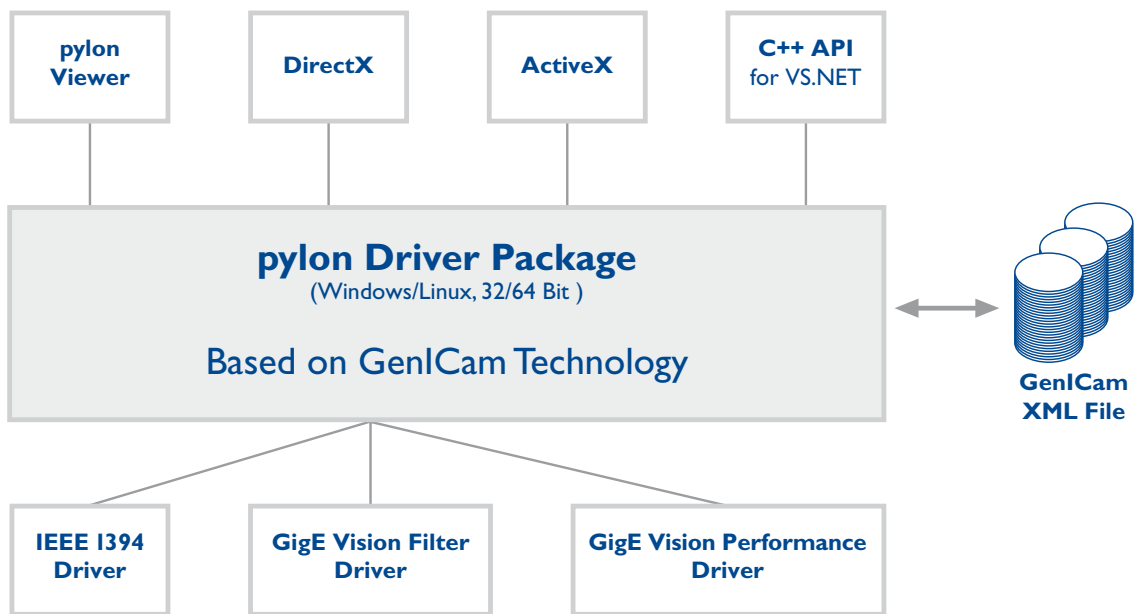 pylon
Viewer
DirectX
ActiveX
C++ API
for VS.NET
pylon Driver Package
(Windows/Linux, 32/64 Bit )
Based on GenICam Technology
GenICam
XML File
IEEE 1394
Driver
GigE Vision Filter
Driver
GigE Vision Performance
Driver